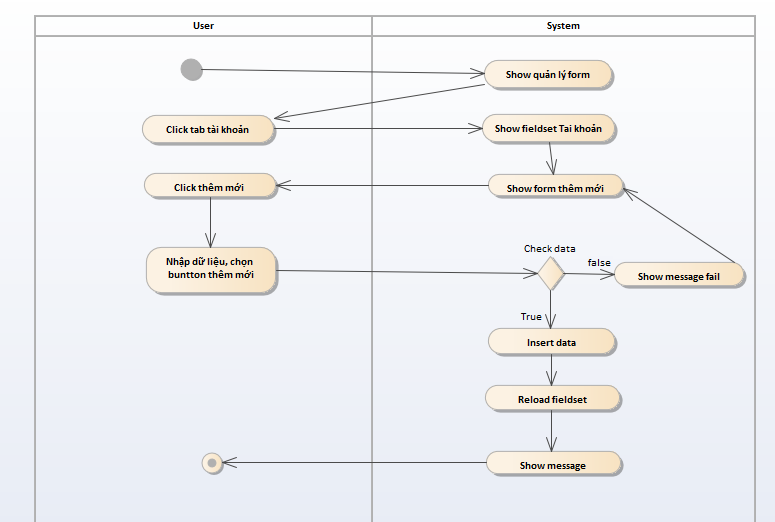 User
System
Show quản lý form
Click tab tài khoản
Show fieldset Tai khoản
Click thêm mới
Show form thêm mới
Nhập dữ liệu, chọn
buntton thêm mới
Check data
false
Show message fail
True
Insert data
Reload fieldset
Show message